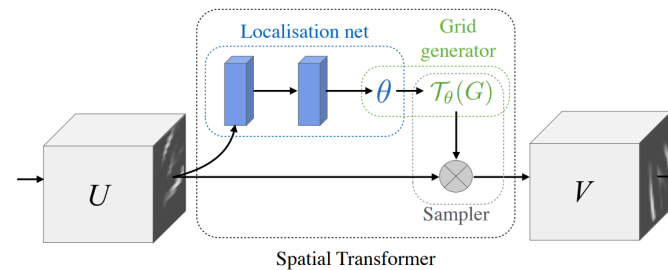 Localisation net
Grid
generator
θ
𝒯θ(G)
U
V
Sampler
Spatial Transformer